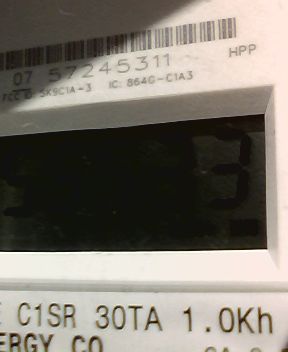 07 57245311
HPP
FCC ID: SK9C1A-3 IC: 864G-C1A3
3
C1SR 30TA 1.0Kh
ERGY CO